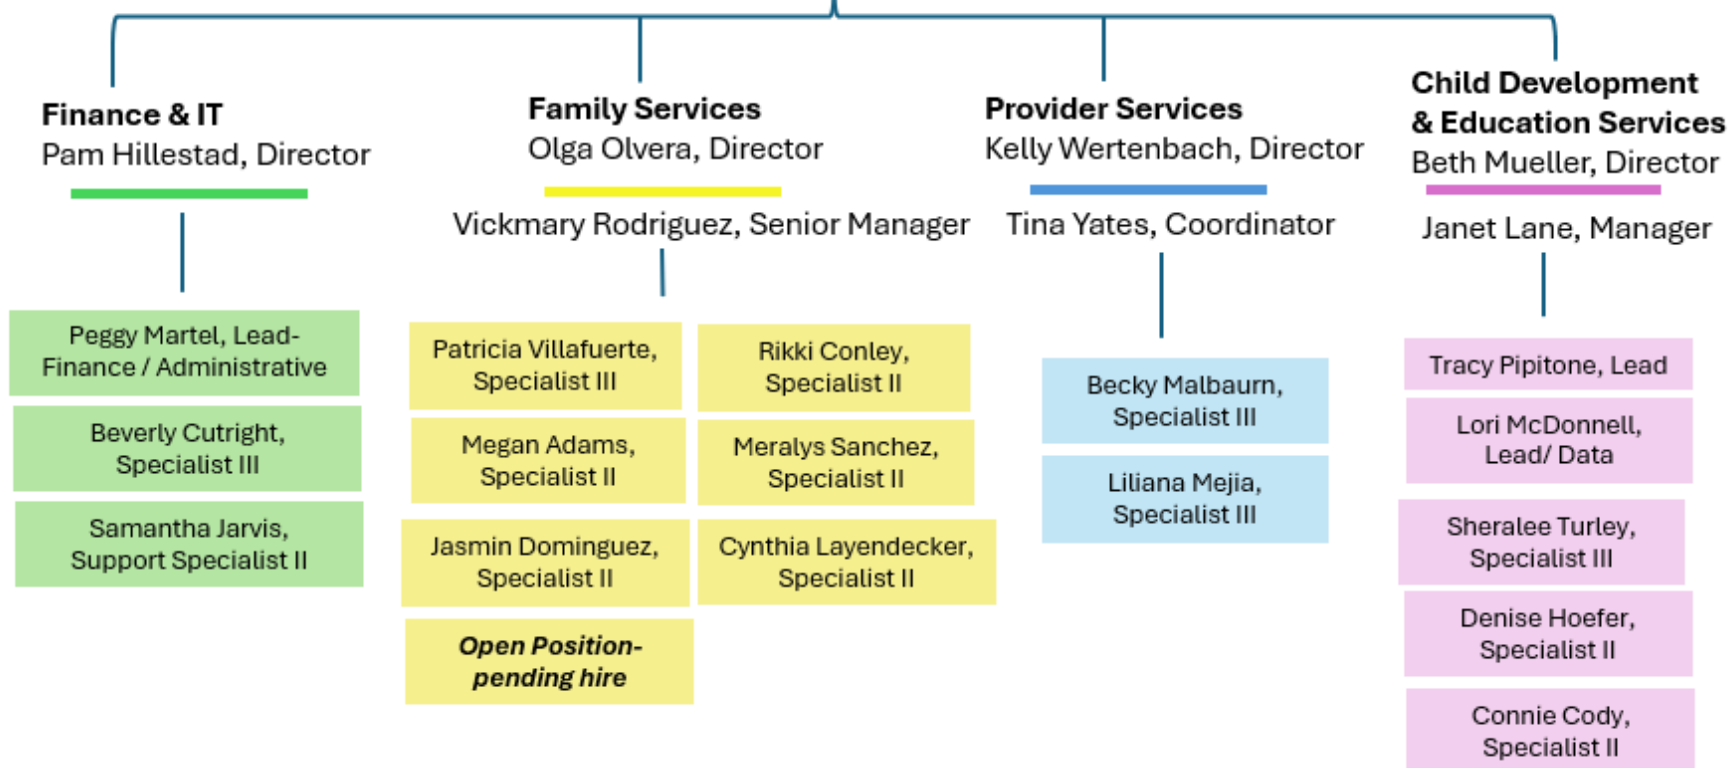 Finance & IT
Pam Hillestad, Director
Peggy Martel, Lead-
Finance / Administrative
Beverly Cutright,
Specialist III
Samantha Jarvis,
Support Specialist II
Family Services
Olga Olvera, Director
Vickmary Rodriguez, Senior Manager
Patricia Villafuerte,
Specialist III
Rikki Conley,
Specialist II
Megan Adams,
Specialist II
Meralys Sanchez,
Specialist II
Jasmin Dominguez,
Specialist II
Cynthia Layendecker,
Specialist II
Open Position-
pending hire
Provider Services
Kelly Wertenbach, Director
Tina Yates, Coordinator
Becky Malbaurn,
Specialist III
Liliana Mejia,
Specialist III
Child Development
& Education Services
Beth Mueller, Director
Janet Lane, Manager
Tracy Pipitone, Lead
Lori McDonnell,
Lead/ Data
Sheralee Turley,
Specialist III
Denise Hoefer,
Specialist II
Connie Cody,
Specialist II